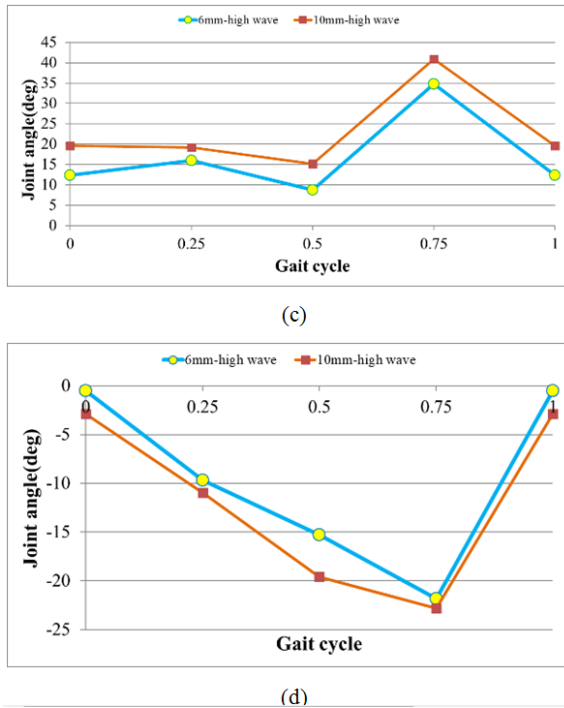 6mm-high wave 10mm-high wave
45
40
35
30
25
20
15
10
5
0
Joint angle(deg)
0 0.25 0.5 0.75 1
Gait cycle
(c)
6mm-high wave 10mm-high wave
0
-5
-10
-15
-20
-25
Joint angle(deg)
0 0.25 0.5 0.75 1
Gait cycle
(d)